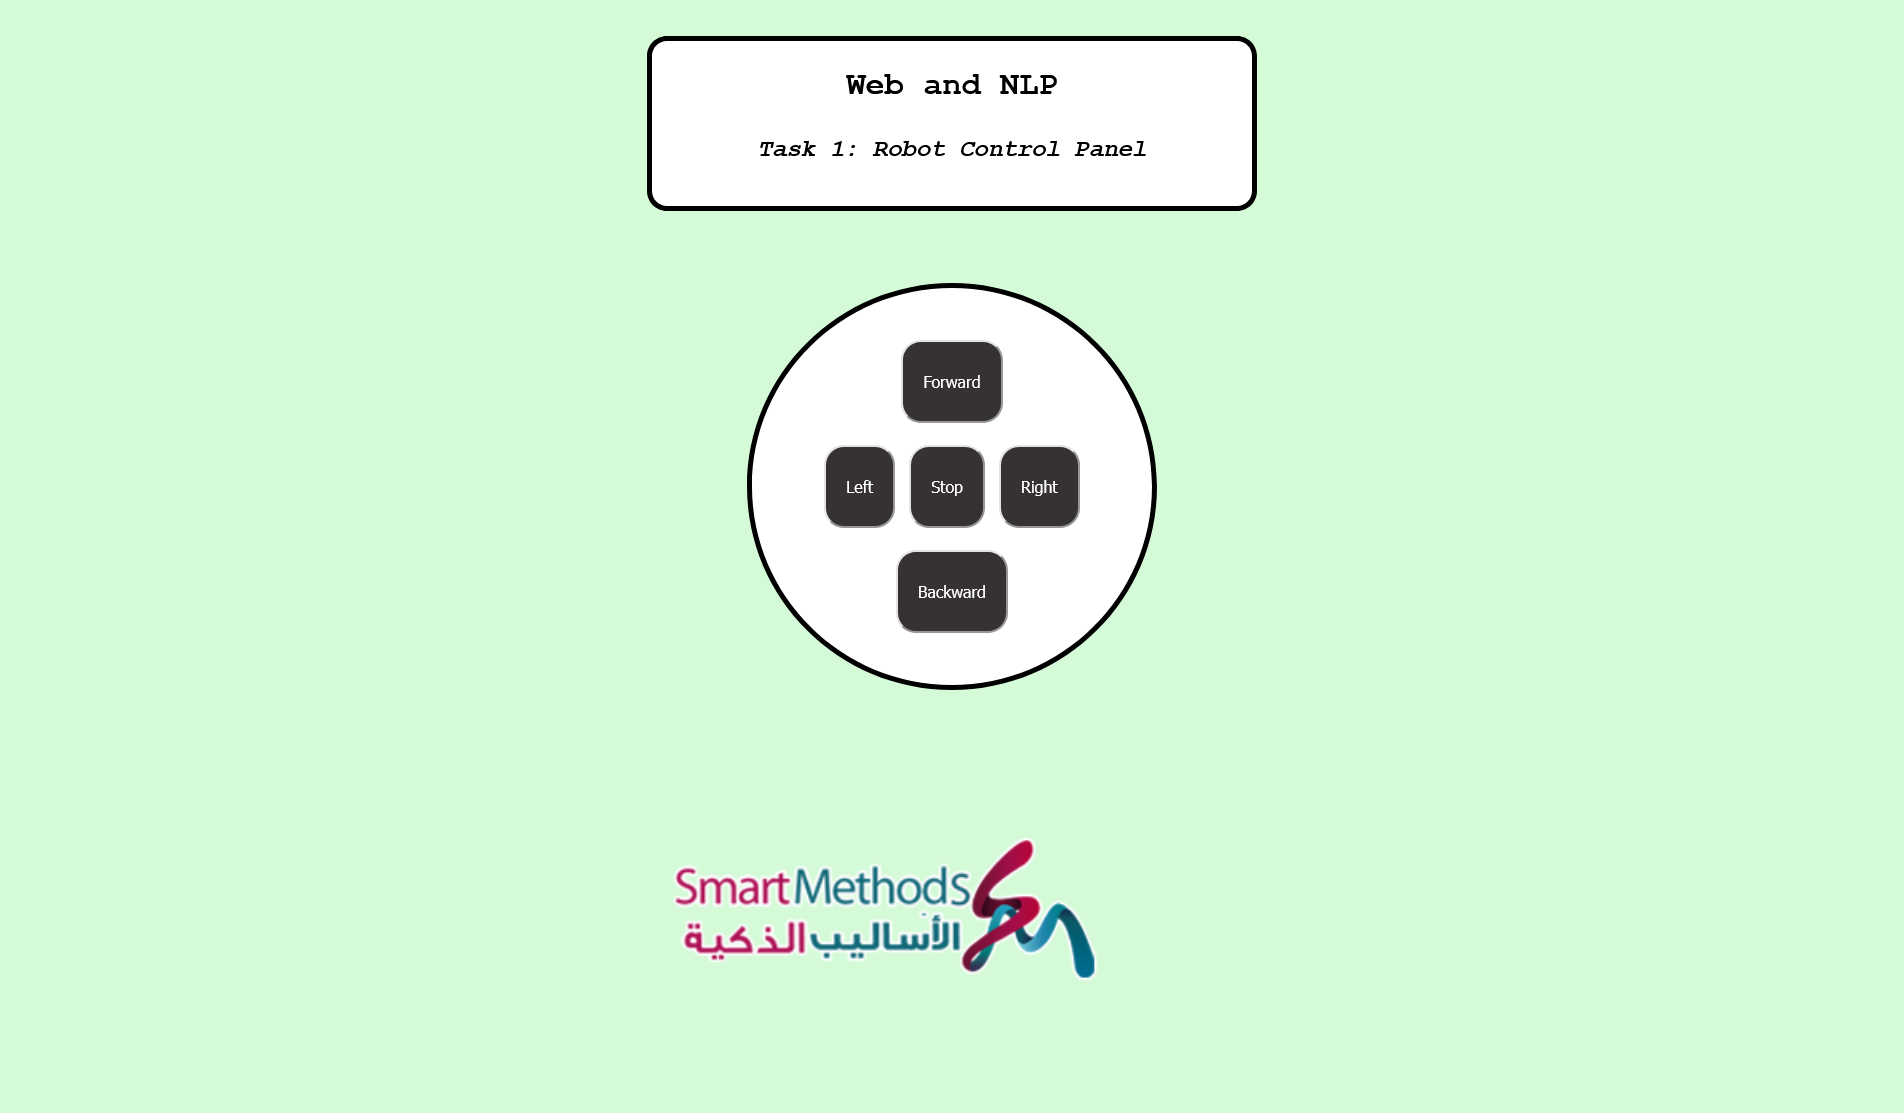 Web and NLP
Task 1: Robot Control Panel
Forward
Left Stop Right
Backward
SmartMethods
الأساليب الذكية